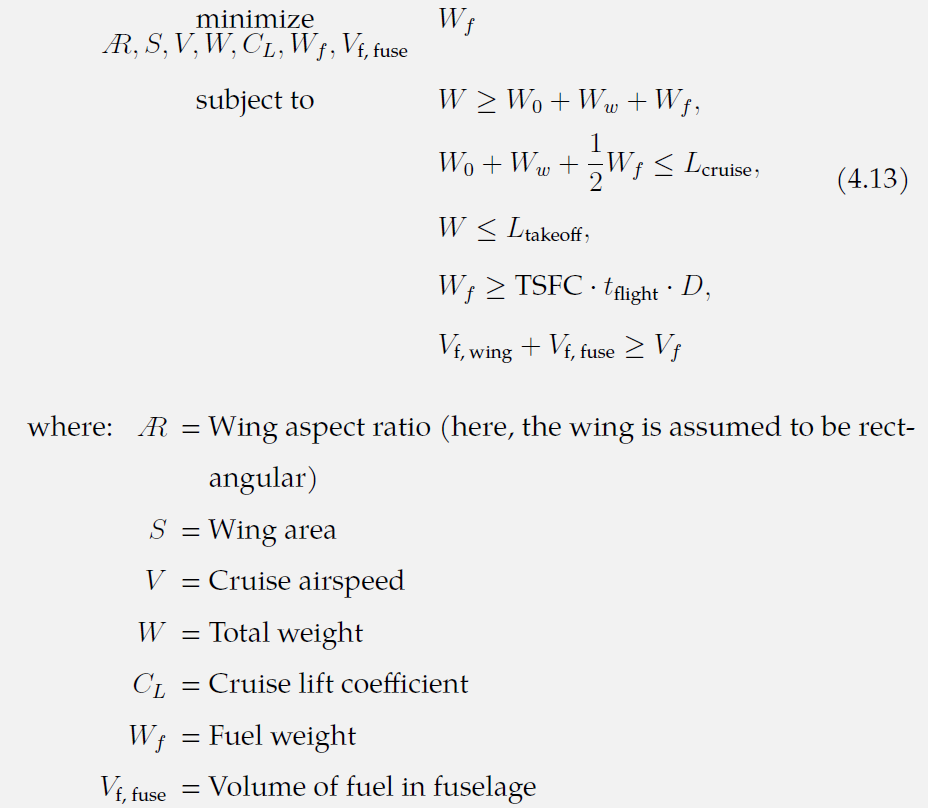 minimize W_f
Æ, S, V, W, C_L, W_f, V_f, fuse
subject to W ≥ W_0 + W_w + W_f,
W_0 + W_w + 1/2 W_f ≤ L_cruise,
(4.13)
W ≤ L_takeoff,
W_f ≥ TSFC · t_flight · D,
V_f, wing + V_f, fuse ≥ V_f
where: Æ = Wing aspect ratio (here, the wing is assumed to be rect-
angular)
S = Wing area
V = Cruise airspeed
W = Total weight
C_L = Cruise lift coefficient
W_f = Fuel weight
V_f, fuse = Volume of fuel in fuselage